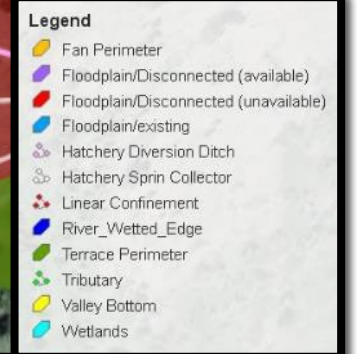 Legend
Fan Perimeter
Floodplain/Disconnected (available)
Floodplain/Disconnected (unavailable)
Floodplain/existing
Hatchery Diversion Ditch
Hatchery Sprin Collector
Linear Confinement
River_Wetted_Edge
Terrace Perimeter
Tributary
Valley Bottom
Wetlands